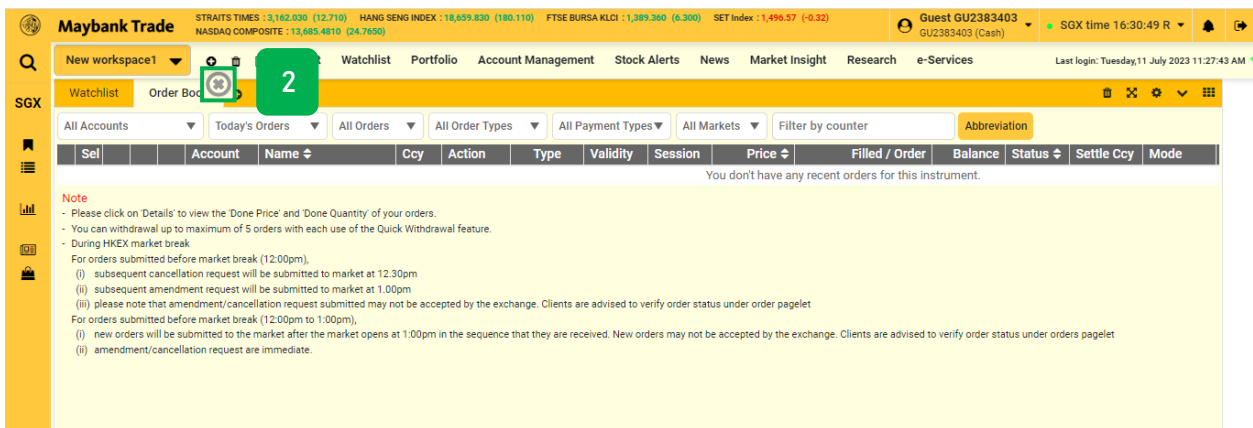 STRAITS TIMES : 3,162.030 (12.710) HANG SENG INDEX : 18,659.830 (180.110) FTSE BURSA KLCI : 1,389.360 (6.300) SET Index : 1,496.57 (-0.32)
Maybank Trade
NASDAQ COMPOSITE : 13,685.4810 (24.7650)
Guest GU2383403
GU2383403 (Cash)
SGX time 16:30:49 R
New workspace1
2
Watchlist Portfolio Account Management Stock Alerts News Market Insight Research e-Services
Last login: Tuesday,11 July 2023 11:27:43 AM
SGX
Watchlist Order Boo
All Accounts Today's Orders All Orders All Order Types All Payment Types All Markets Filter by counter Abbreviation
Sel Account Name Ccy Action Type Validity Session Price Filled / Order Balance Status Settle Ccy Mode
You don't have any recent orders for this instrument.
Note
- Please click on 'Details' to view the 'Done Price' and 'Done Quantity' of your orders.
- You can withdrawal up to maximum of 5 orders with each use of the Quick Withdrawal feature.
- During HKEX market break
For orders submitted before market break (12:00pm),
(i) subsequent cancellation request will be submitted to market at 12.30pm
(ii) subsequent amendment request will be submitted to market at 1.00pm
(iii) please note that amendment/cancellation request submitted may not be accepted by the exchange. Clients are advised to verify order status under order pagelet
For orders submitted before market break (12:00pm to 1:00pm),
(i) new orders will be submitted to the market after the market opens at 1:00pm in the sequence that they are received. New orders may not be accepted by the exchange. Clients are advised to verify order status under orders pagelet
(ii) amendment/cancellation request are immediate.